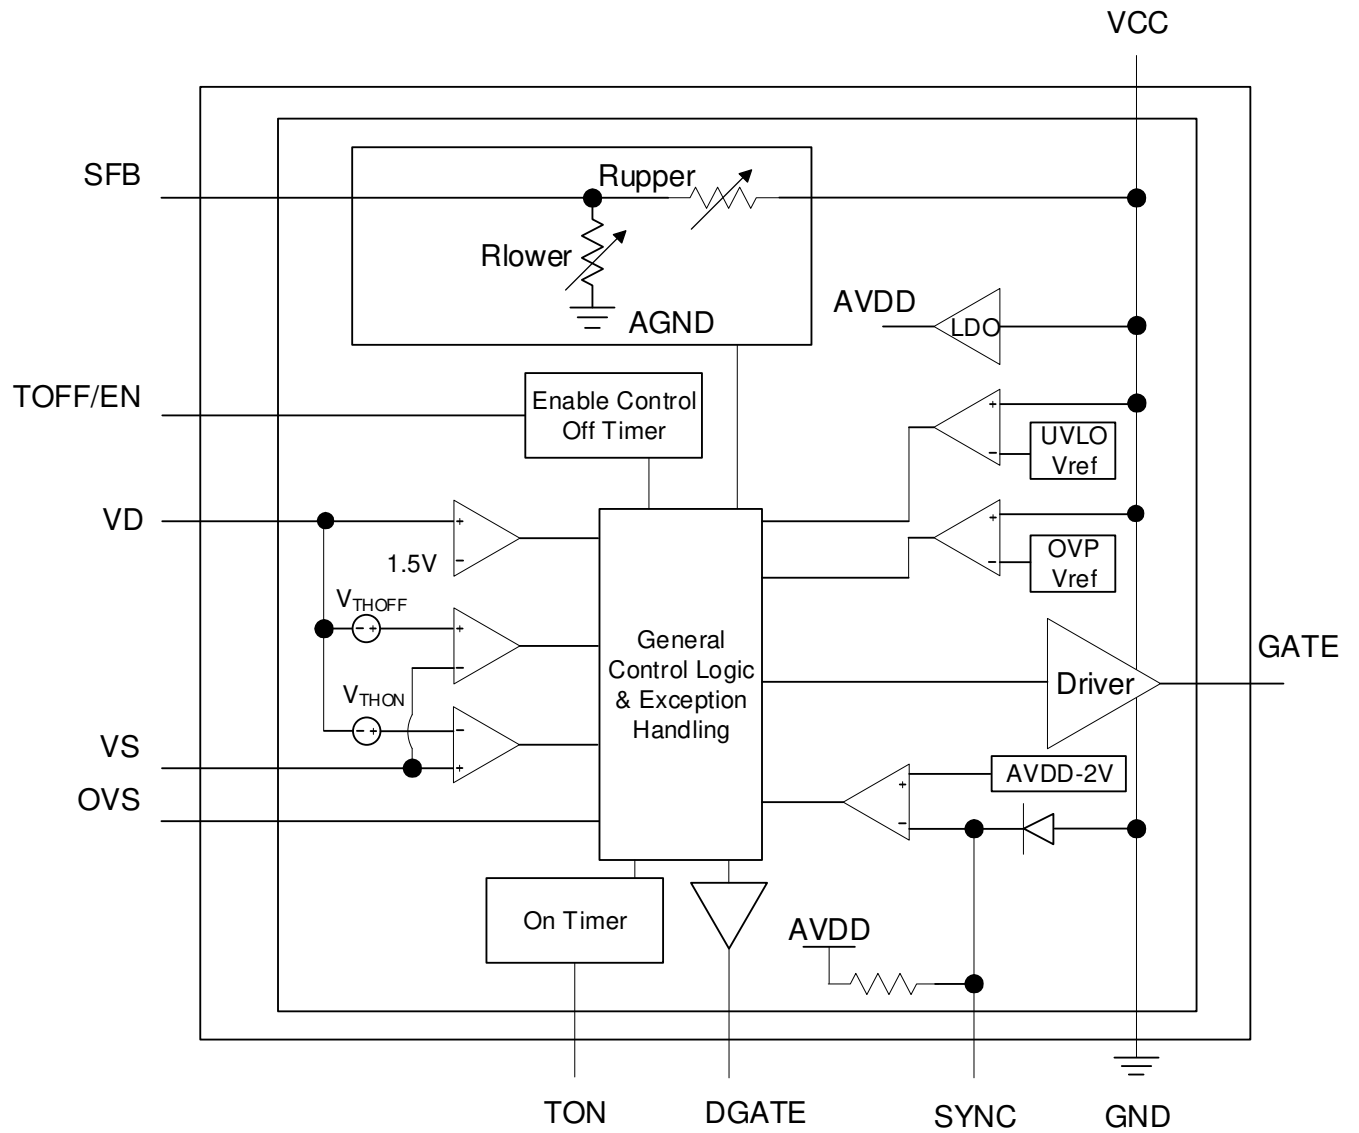 VCC
SFB
Rupper
Rlower
AGND
AVDD
LDO
TOFF/EN
Enable Control
Off Timer
+
UVLO
Vref
-
VD
+
1.5V
-
+
OVP
Vref
-
VTHOFF
- +
+
-
General
Control Logic
& Exception
Handling
Driver
GATE
VTHON
- +
-
+
VS
OVS
AVDD-2V
+
-
On Timer
AVDD
TON
DGATE
SYNC
GND